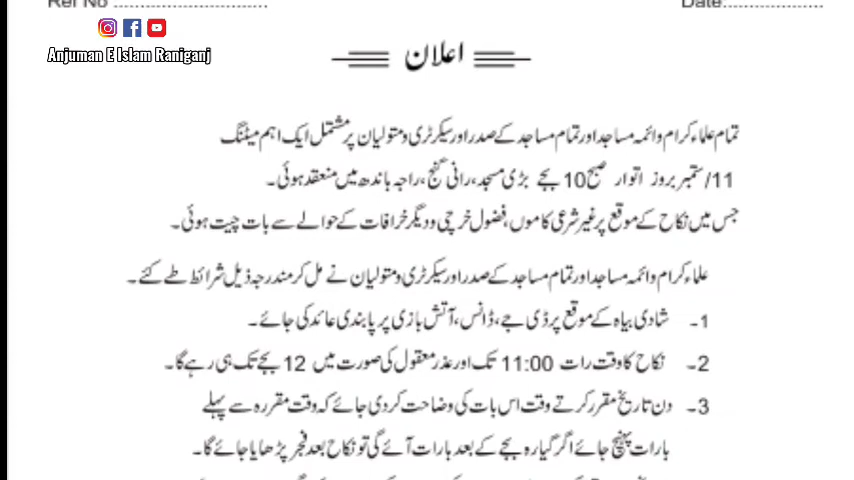 Ref No ............................
Date:...................
Anjuman E Islam Raniganj
اعلان
تمام علماء کرام وائمہ مساجد اور تمام مساجد کے صدر اور سیکرٹری و متولیان پر مشتمل ایک اہم میٹنگ
11/ ستمبر بروز اتوار صبح 10 بجے بڑی مسجد، رانی گنج، راجہ باندھ میں منعقد ہوئی۔
جس میں نکاح کے موقع پر غیر شرعی کاموں، فضول خرچی و دیگر خرافات کے حوالے سے بات چیت ہوئی۔
علماء کرام وائمہ مساجد اور تمام مساجد کے صدر اور سیکرٹری و متولیان نے مل کر مندرجہ ذیل شرائط طے کئے۔
1۔ شادی بیاہ کے موقع پر ڈی جے، ڈانس، آتش بازی پر پابندی عائد کی جائے۔
2۔ نکاح کا وقت رات 11:00 تک اور عذر معقول کی صورت میں 12 بجے تک ہی رہے گا۔
3۔ دن تاریخ مقرر کرتے وقت اس بات کی وضاحت کر دی جائے کہ وقت مقررہ سے پہلے
بارات پہنچ جائے اگر گیارہ بجے کے بعد بارات آئے گی تو نکاح بعد فجر پڑھایا جائے گا۔